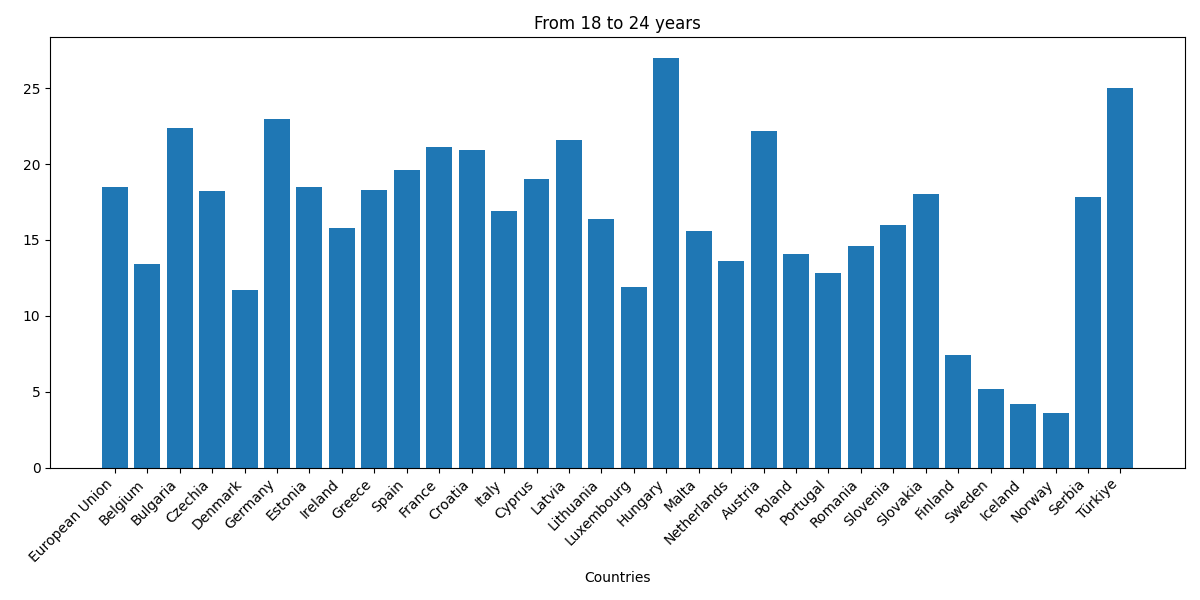 From 18 to 24 years
25
20
15
10
5
0
European Union
Belgium
Bulgaria
Czechia
Denmark
Germany
Estonia
Ireland
Greece
Spain
France
Croatia
Italy
Cyprus
Latvia
Lithuania
Luxembourg
Hungary
Malta
Netherlands
Austria
Poland
Portugal
Romania
Slovenia
Slovakia
Finland
Sweden
Iceland
Norway
Serbia
Türkiye
Countries